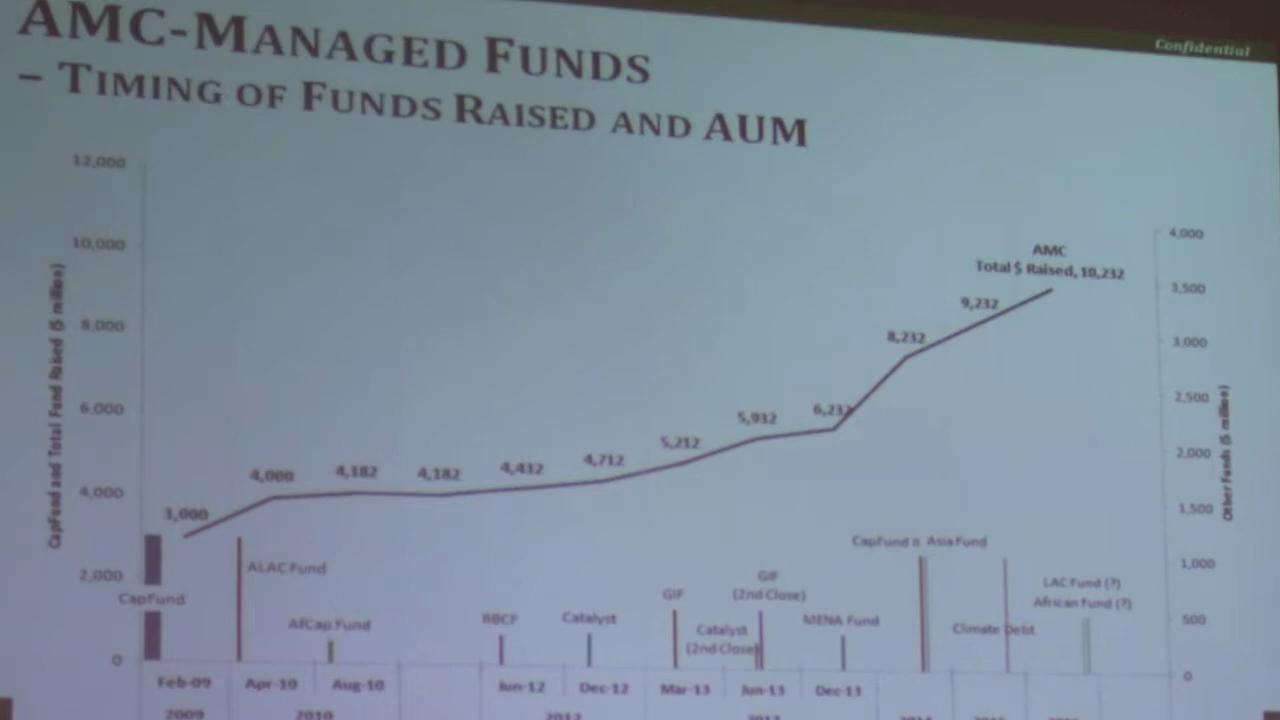 Confidential
AMC-MANAGED FUNDS
– TIMING OF FUNDS RAISED AND AUM
CapFund and Total Fund Raised ($ million)
12,000
10,000
8,000
6,000
4,000
2,000
0
4,000
3,500
3,000
2,500
2,000
1,500
1,000
500
0
Other Funds ($ million)
3,000
4,000
4,182
4,182
4,432
4,712
5,212
5,932
6,232
8,232
9,232
AMC
Total $ Raised, 10,232
CapFund
ALAC Fund
AfCap Fund
RBCF
Catalyst
GIF
Catalyst
(2nd Close)
GIF
(2nd Close)
MENA Fund
CapFund II Asia Fund
Climate Debt
LAC Fund (?)
African Fund (?)
Feb-09
Apr-10
Aug-10
Jun-12
Dec-12
Mar-13
Jun-13
Dec-13
2009
2010
2012
2013